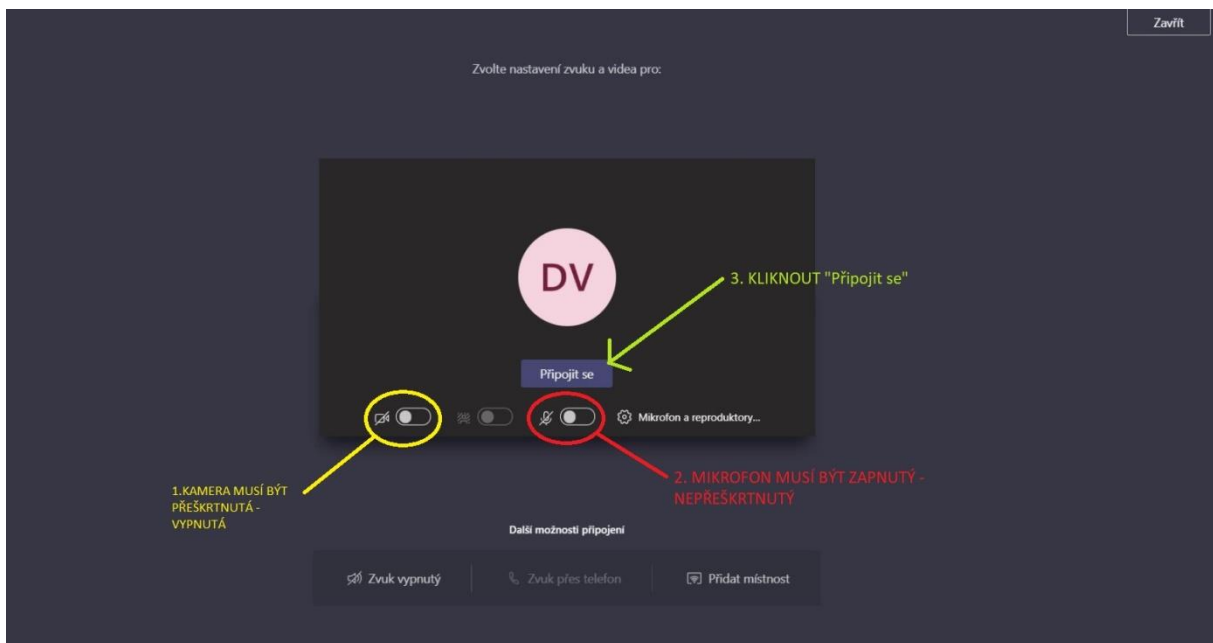 Zavřít
Zvolte nastavení zvuku a videa pro:
DV
3. KLIKNOUT "Připojit se"
Připojit se
Mikrofon a reproduktory...
1.KAMERA MUSÍ BÝT
PŘEŠKRTNUTÁ -
VYPNUTÁ
2. MIKROFON MUSÍ BÝT ZAPNUTÝ -
NEPŘEŠKRTNUTÝ
Další možnosti připojení
Zvuk vypnutý
Zvuk přes telefon
Přidat místnost